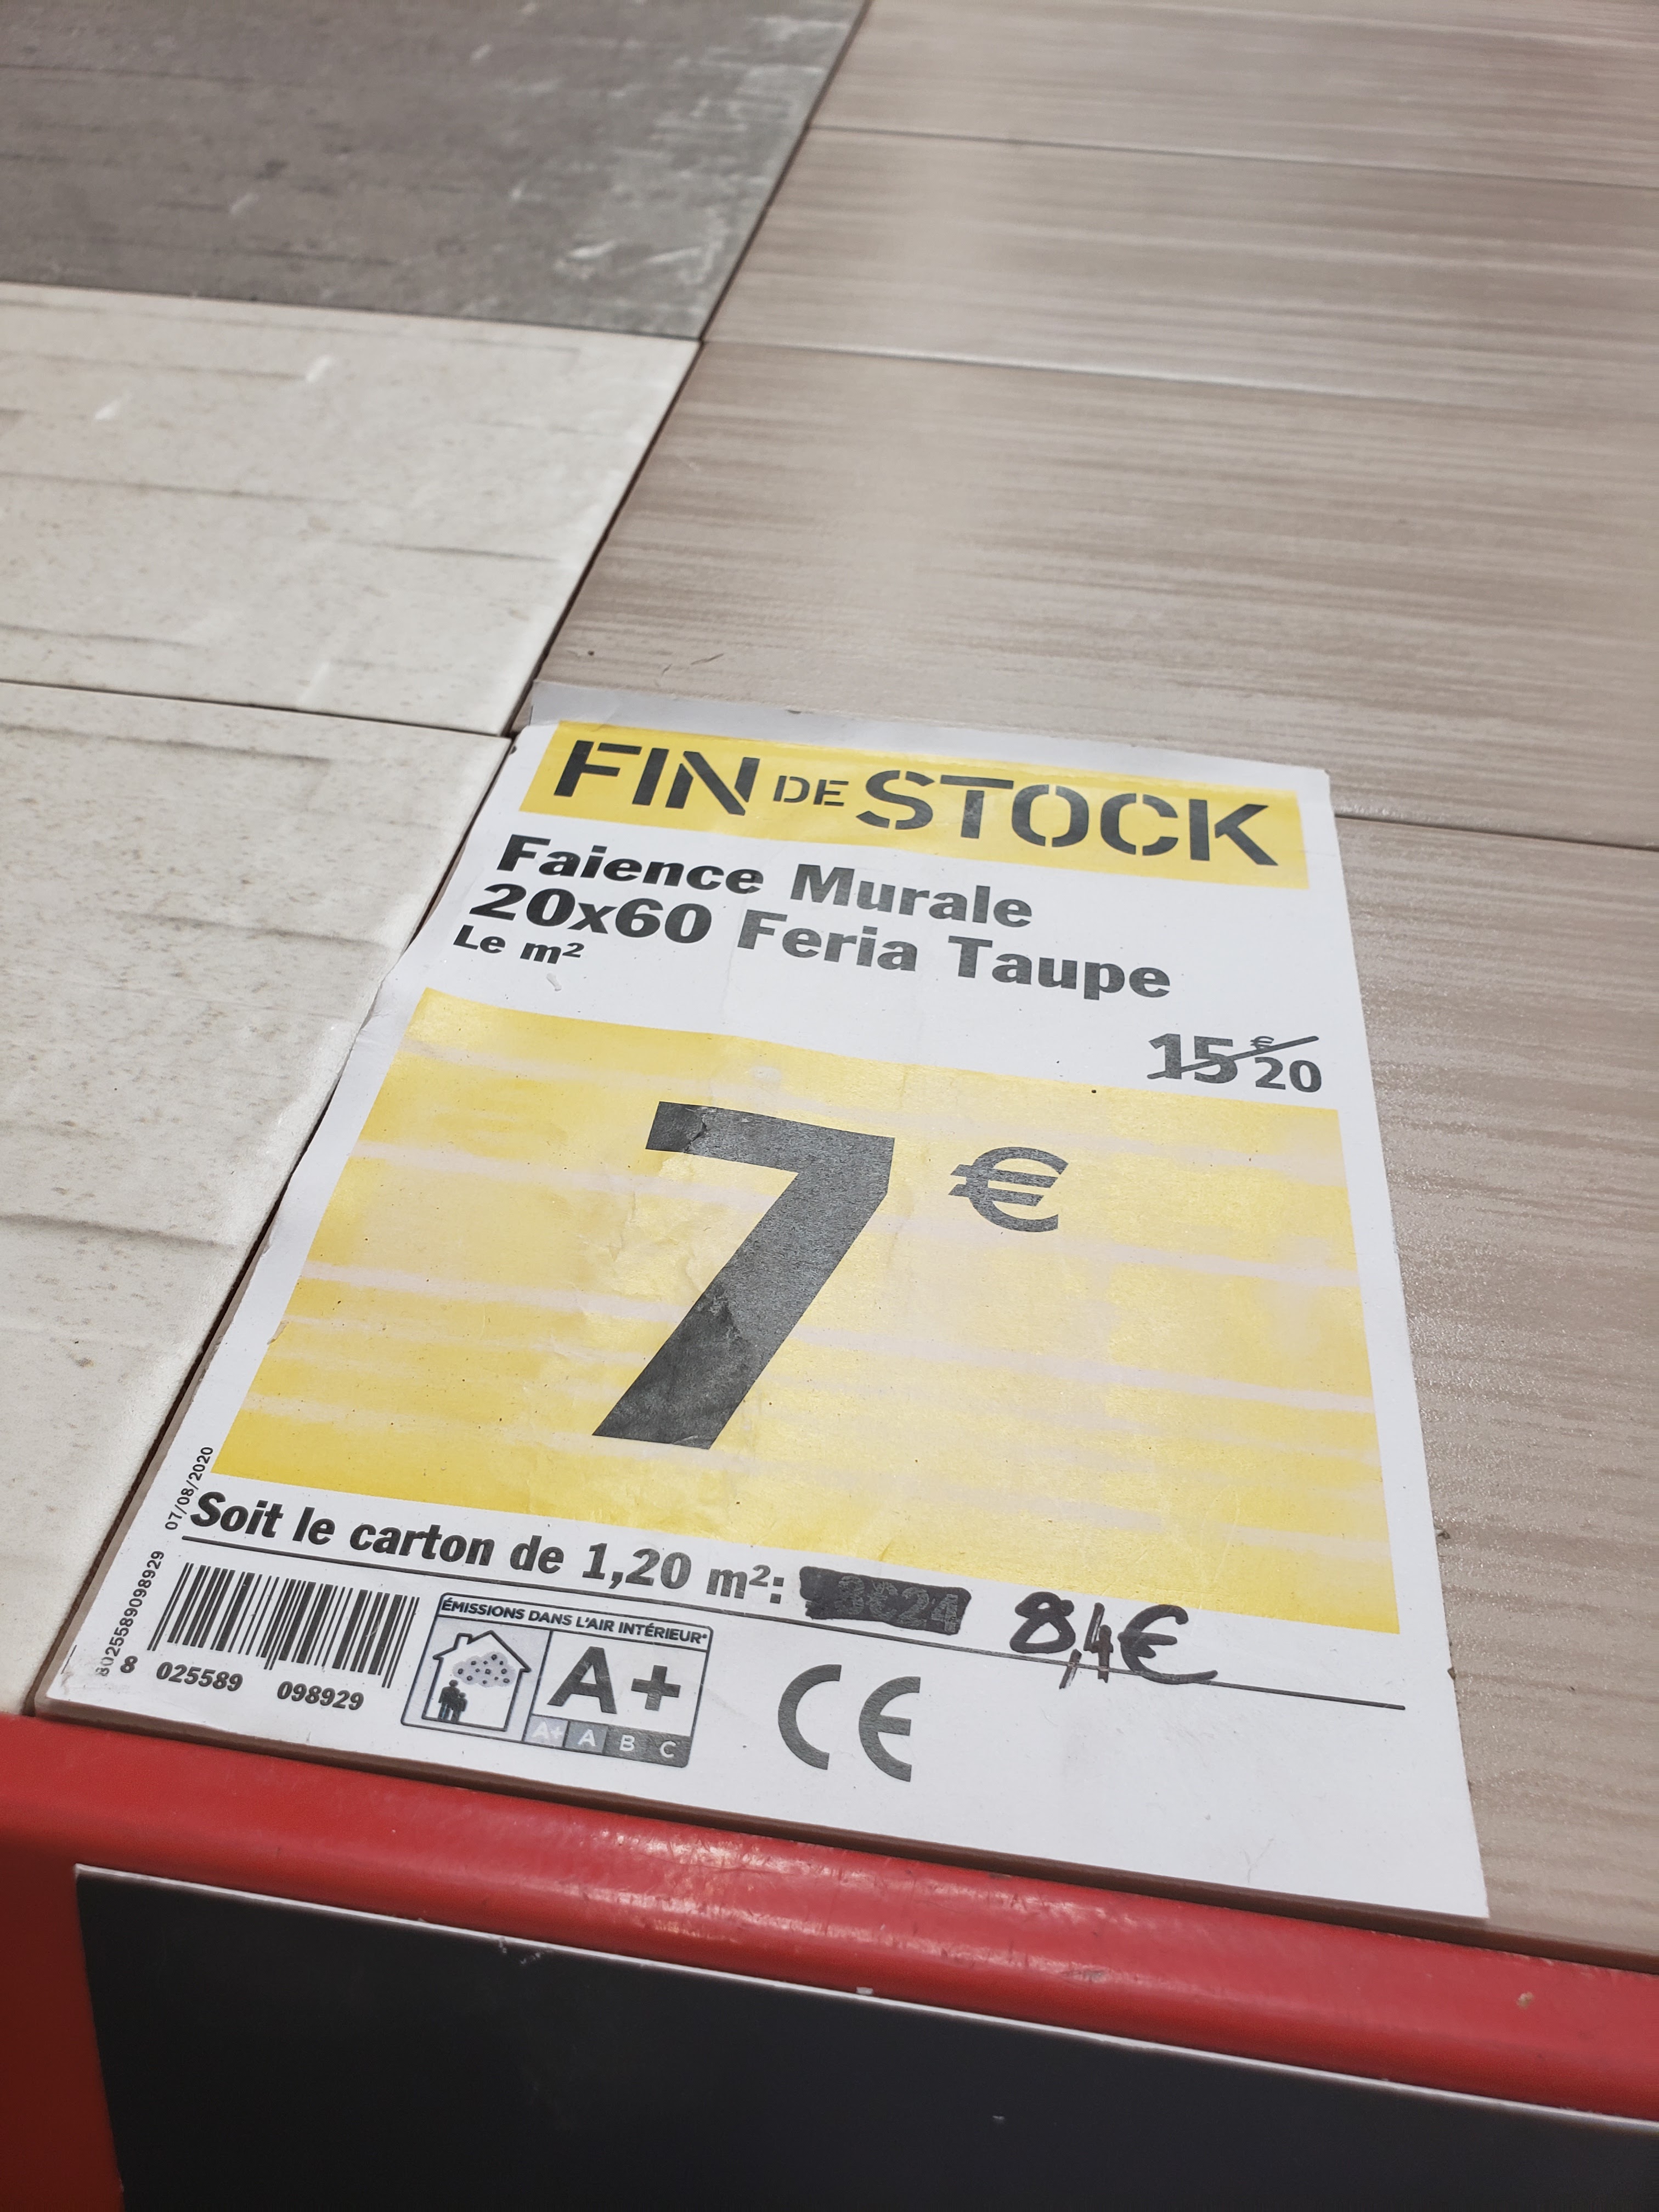 FIN DE STOCK
Faience Murale
20x60 Feria Taupe
Le m²
15€20
7€
07/08/2020
Soit le carton de 1,20 m²: 8,4€
8025589098929
8 025589 098929
ÉMISSIONS DANS L'AIR INTÉRIEUR*
A+
A+ A B C
CE